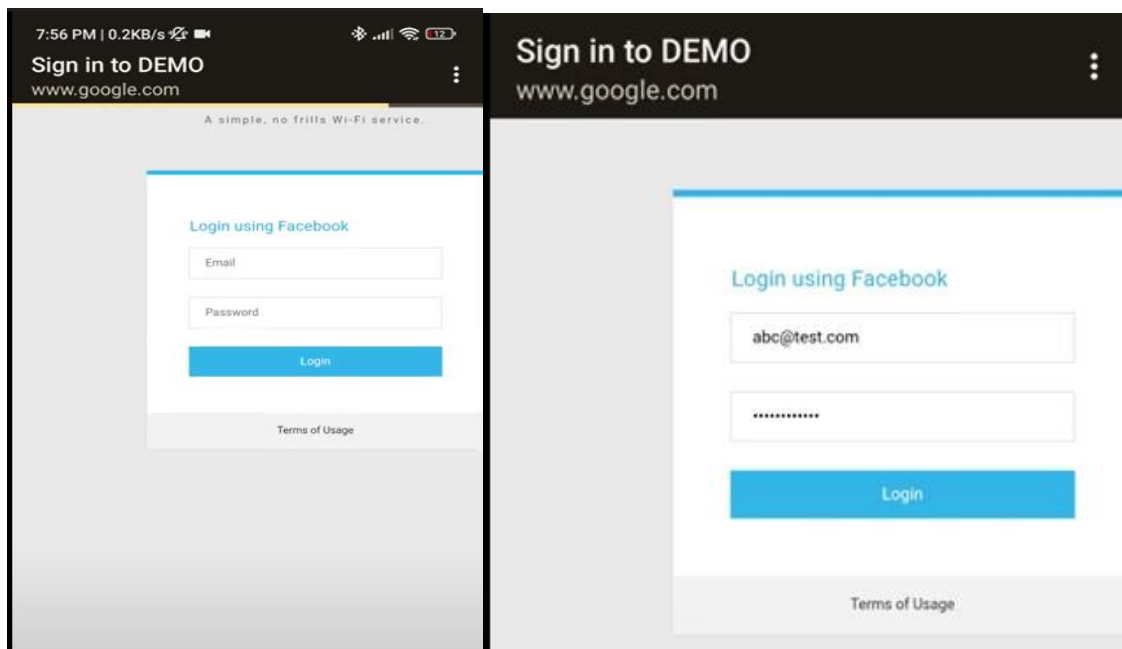 7:56 PM | 0.2KB/s
12
Sign in to DEMO
www.google.com
A simple, no frills Wi-Fi service.
Login using Facebook
Email
Password
Login
Terms of Usage
Sign in to DEMO
www.google.com
Login using Facebook
abc@test.com
••••••••••••
Login
Terms of Usage